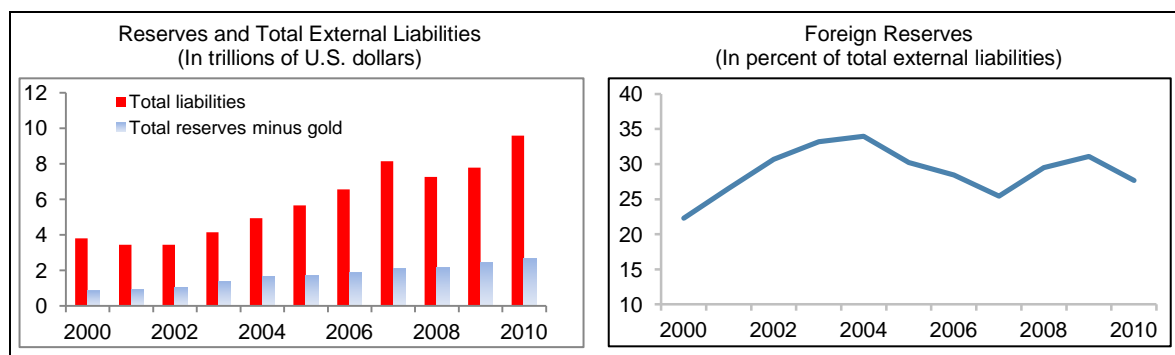 Reserves and Total External Liabilities
(In trillions of U.S. dollars)
12
10
8
6
4
2
0
Total liabilities
Total reserves minus gold
2000 2002 2004 2006 2008 2010
Foreign Reserves
(In percent of total external liabilities)
40
35
30
25
20
15
10
2000 2002 2004 2006 2008 2010